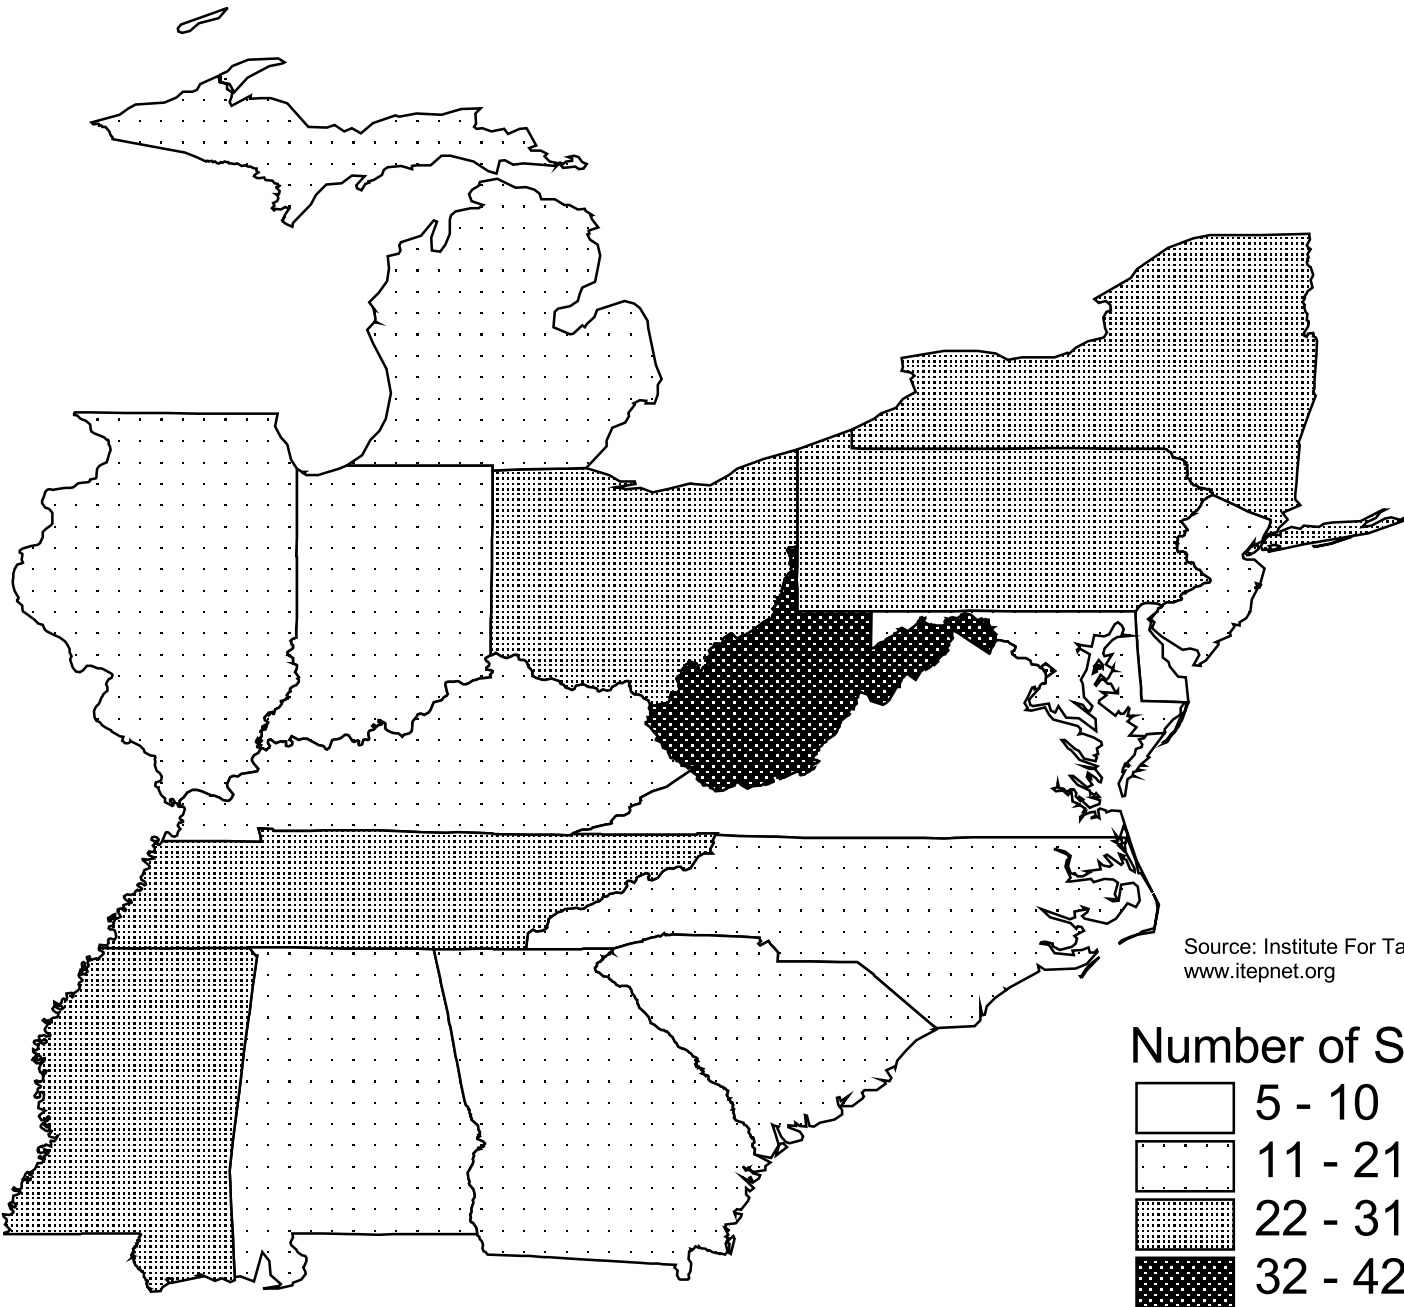 Source: Institute For Ta
www.itepnet.org
Number of S
5 - 10
11 - 21
22 - 31
32 - 42